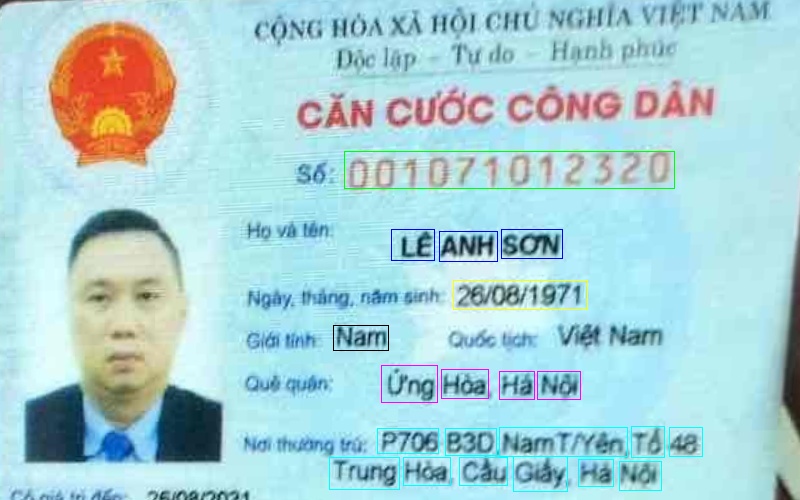 CỘNG HÒA XÃ HỘI CHỦ NGHĨA VIỆT NAM
Độc lập - Tự do - Hạnh phúc
CĂN CƯỚC CÔNG DÂN
Số: 001071012320
Họ và tên:
LÊ ANH SƠN
Ngày, tháng, năm sinh: 26/08/1971
Giới tính: Nam Quốc tịch: Việt Nam
Quê quán: Ứng Hòa, Hà Nội
Nơi thường trú: P706 B3D, Nam T/Yên, Tổ 48
Trung Hòa, Cầu Giấy, Hà Nội
Có giá trị đến: 26/08/2031